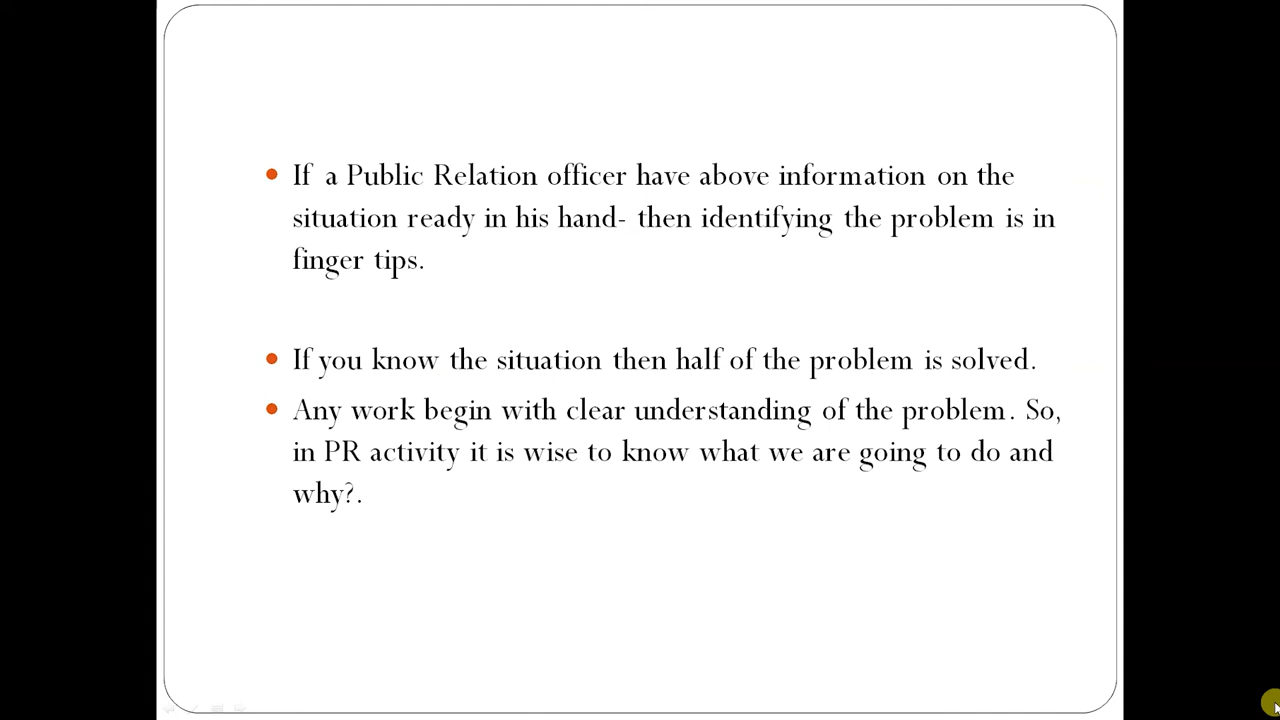 If a Public Relation officer have above information on the
situation ready in his hand- then identifying the problem is in
finger tips.
If you know the situation then half of the problem is solved.
Any work begin with clear understanding of the problem. So,
in PR activity it is wise to know what we are going to do and
why?.